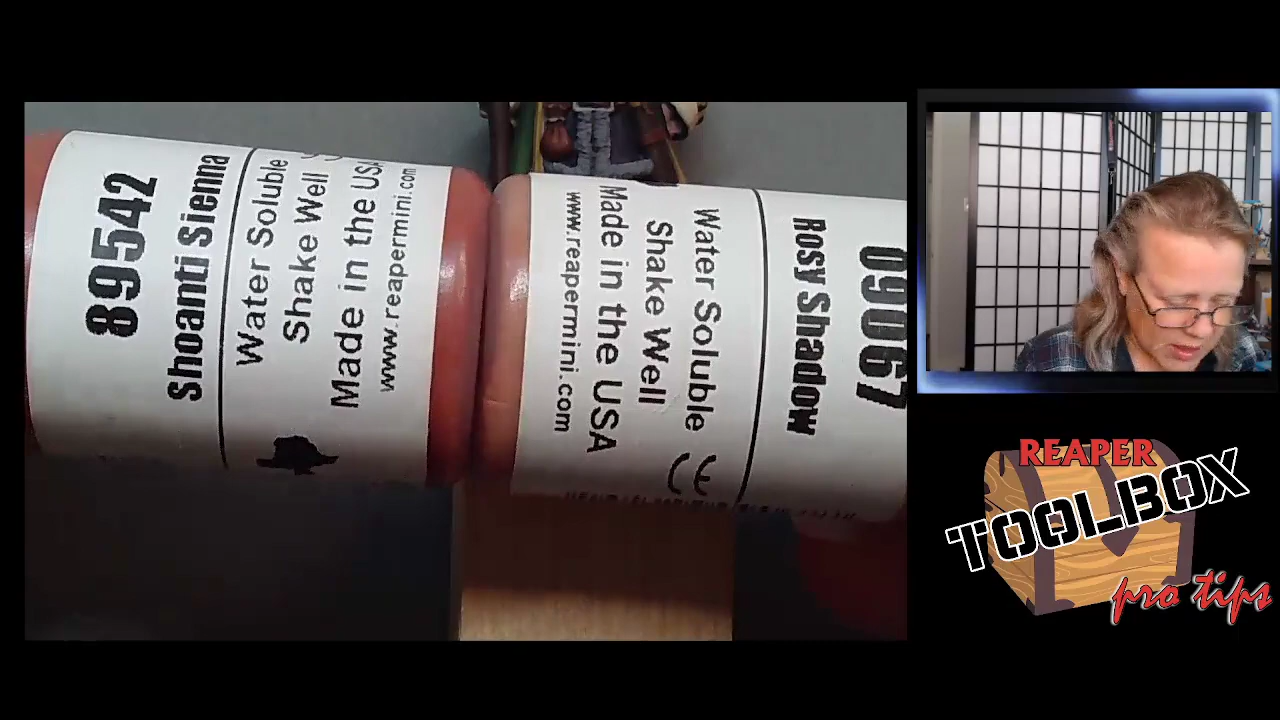 89542
Shoanti Sienna
Water Soluble
Shake Well
Made in the USA
www.reapermini.com
09067
Rosy Shadow
Water Soluble
Shake Well
CE
Made in the USA
www.reapermini.com
REAPER
TOOLBOX
pro tips